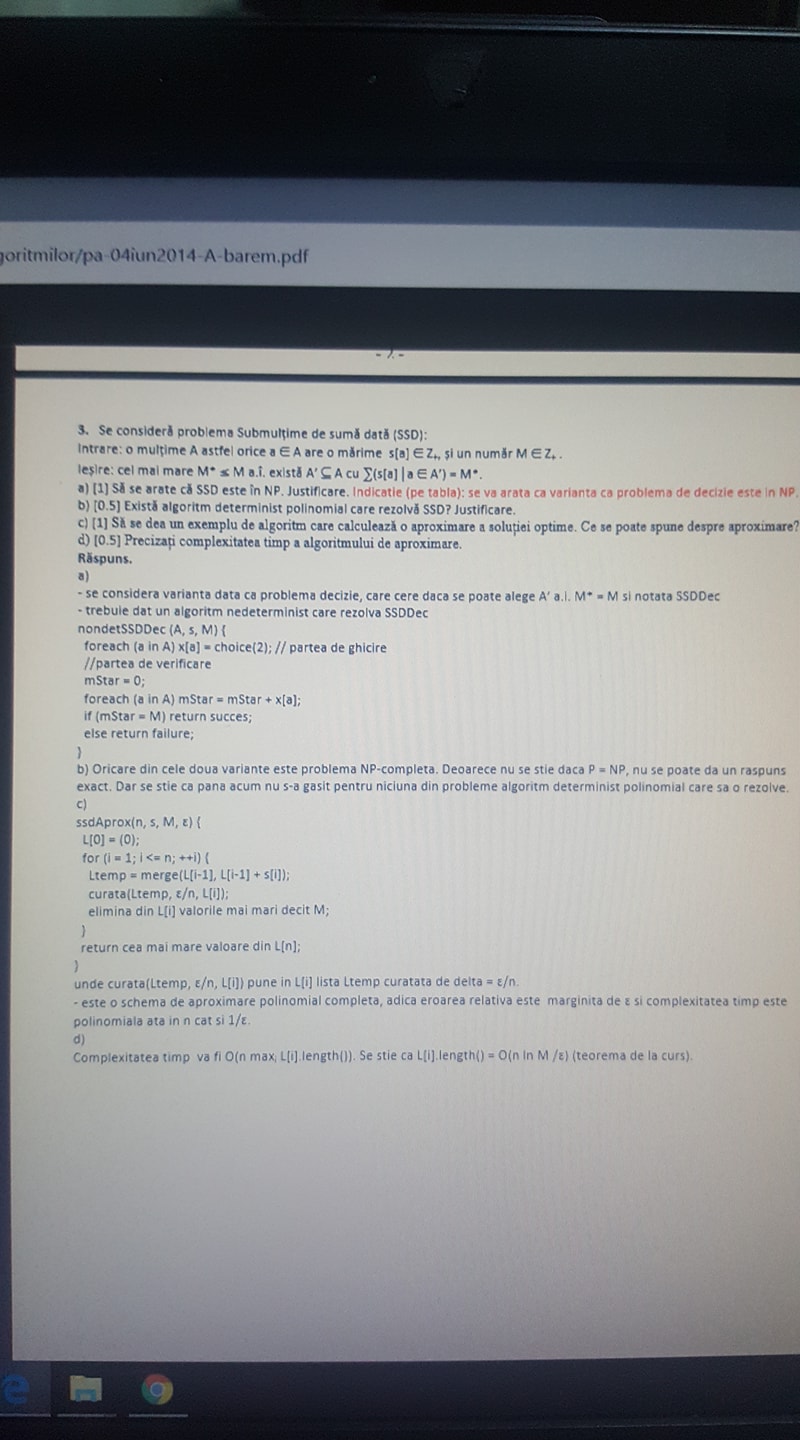 goritmilor/pa-04iun2014-A-barem.pdf
- 2 -
3. Se consideră problema Submulțime de sumă dată (SSD):
Intrare: o mulțime A astfel orice a ∈ A are o mărime s[a] ∈ Z₊, și un număr M ∈ Z₊.
Ieșire: cel mai mare M* ≤ M a.î. există A' ⊆ A cu ∑(s[a] | a ∈ A') = M*.
a) [1] Să se arate că SSD este în NP. Justificare. Indicatie (pe tabla): se va arata ca varianta ca problema de decizie este in NP.
b) [0.5] Există algoritm determinist polinomial care rezolvă SSD? Justificare.
c) [1] Să se dea un exemplu de algoritm care calculează o aproximare a soluției optime. Ce se poate spune despre aproximare?
d) [0.5] Precizați complexitatea timp a algoritmului de aproximare.
Răspuns.
a)
- se considera varianta data ca problema decizie, care cere daca se poate alege A' a.i. M* = M si notata SSDDec
- trebuie dat un algoritm nedeterminist care rezolva SSDDec
nondetSSDDec (A, s, M) {
foreach (a in A) x[a] = choice(2); // partea de ghicire
//partea de verificare
mStar = 0;
foreach (a in A) mStar = mStar + x[a];
if (mStar = M) return succes;
else return failure;
}
b) Oricare din cele doua variante este problema NP-completa. Deoarece nu se stie daca P = NP, nu se poate da un raspuns
exact. Dar se stie ca pana acum nu s-a gasit pentru niciuna din probleme algoritm determinist polinomial care sa o rezolve.
c)
ssdAprox(n, s, M, ε) {
L[0] = (0);
for (i = 1; i <= n; ++i) {
Ltemp = merge(L[i-1], L[i-1] + s[i]);
curata(Ltemp, ε/n, L[i]);
elimina din L[i] valorile mai mari decit M;
}
return cea mai mare valoare din L[n];
}
unde curata(Ltemp, ε/n, L[i]) pune in L[i] lista Ltemp curatata de delta = ε/n.
- este o schema de aproximare polinomial completa, adica eroarea relativa este marginita de ε si complexitatea timp este
polinomiala ata in n cat si 1/ε.
d)
Complexitatea timp va fi O(n maxᵢ L[i].length()). Se stie ca L[i].length() = O(n ln M /ε) (teorema de la curs).